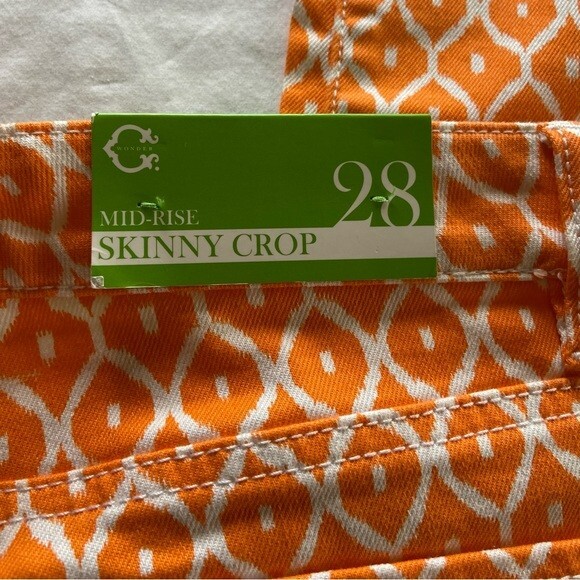 C.
WONDER
28
MID-RISE
SKINNY CROP